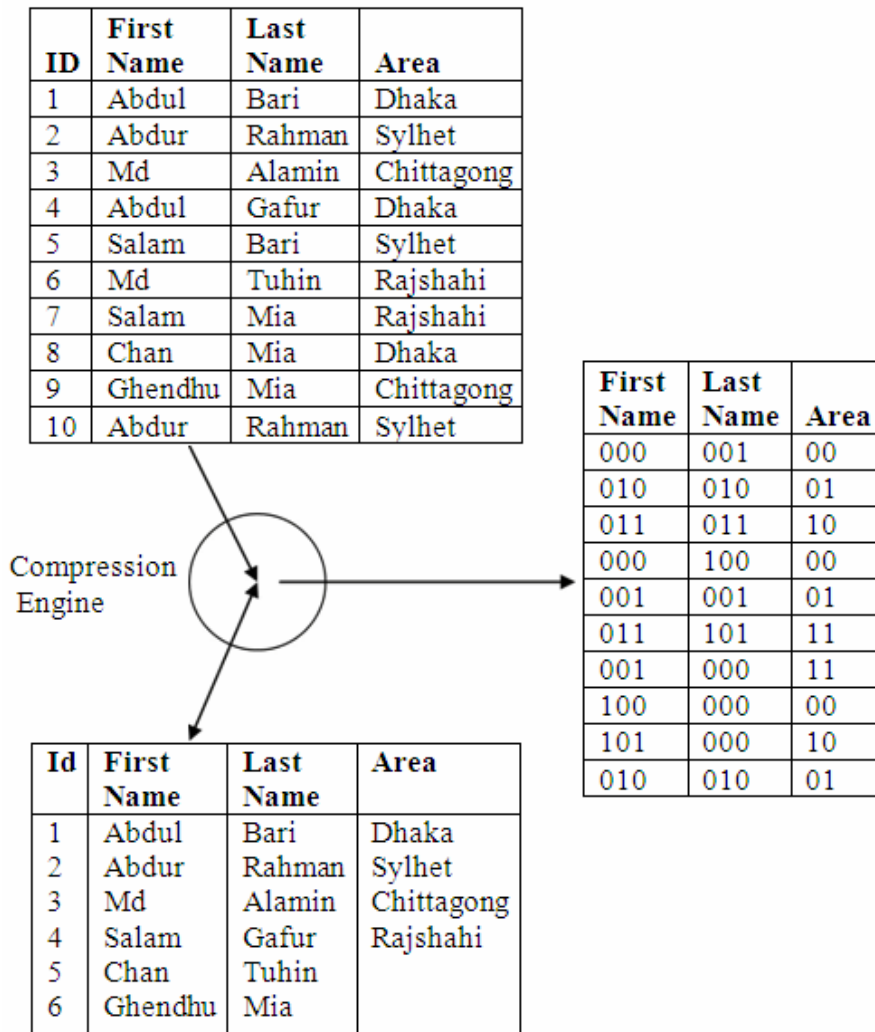 ID First Name Last Name Area
1 Abdul Bari Dhaka
2 Abdur Rahman Sylhet
3 Md Alamin Chittagong
4 Abdul Gafur Dhaka
5 Salam Bari Sylhet
6 Md Tuhin Rajshahi
7 Salam Mia Rajshahi
8 Chan Mia Dhaka
9 Ghendhu Mia Chittagong
10 Abdur Rahman Sylhet
Compression
Engine
First Name Last Name Area
000 001 00
010 010 01
011 011 10
000 100 00
001 001 01
011 101 11
001 000 11
100 000 00
101 000 10
010 010 01
Id First Name Last Name Area
1 Abdul Bari Dhaka
2 Abdur Rahman Sylhet
3 Md Alamin Chittagong
4 Salam Gafur Rajshahi
5 Chan Tuhin
6 Ghendhu Mia